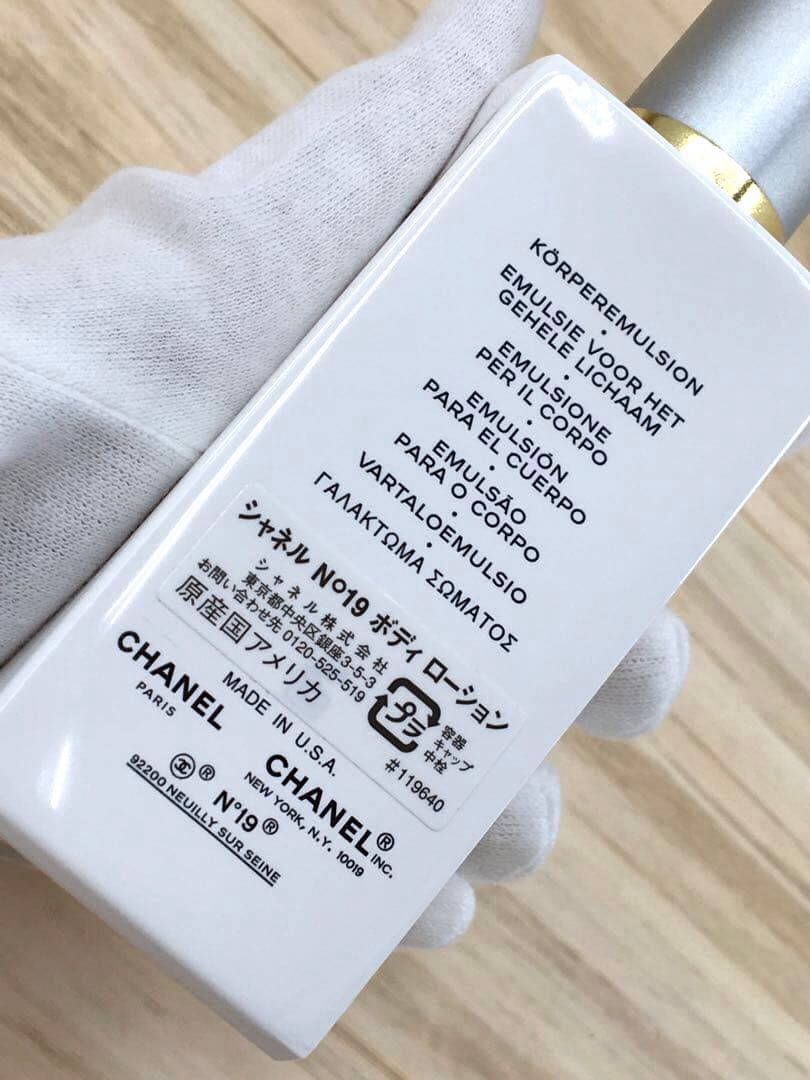 KÖRPEREMULSION
•
EMULSIE VOOR HET
GEHELE LICHAAM
•
EMULSIONE
PER IL CORPO
•
EMULSIÓN
PARA EL CUERPO
•
EMULSÃO
PARA O CORPO
•
VARTALOEMULSIO
•
ΓΑΛΑΚΤΩΜΑ ΣΩΜΑΤΟΣ
シャネル Nº19 ボディ ローション
シャネル株式会社
東京都中央区銀座3-5-3
お問い合わせ先 0120-525-519
原産国アメリカ
プラ
容器
キャップ
中栓
#119640
CHANEL
PARIS
MADE IN U.S.A.
CHANEL® INC.
NEW YORK, N.Y. 10019
®
N°19®
92200 NEUILLY SUR SEINE